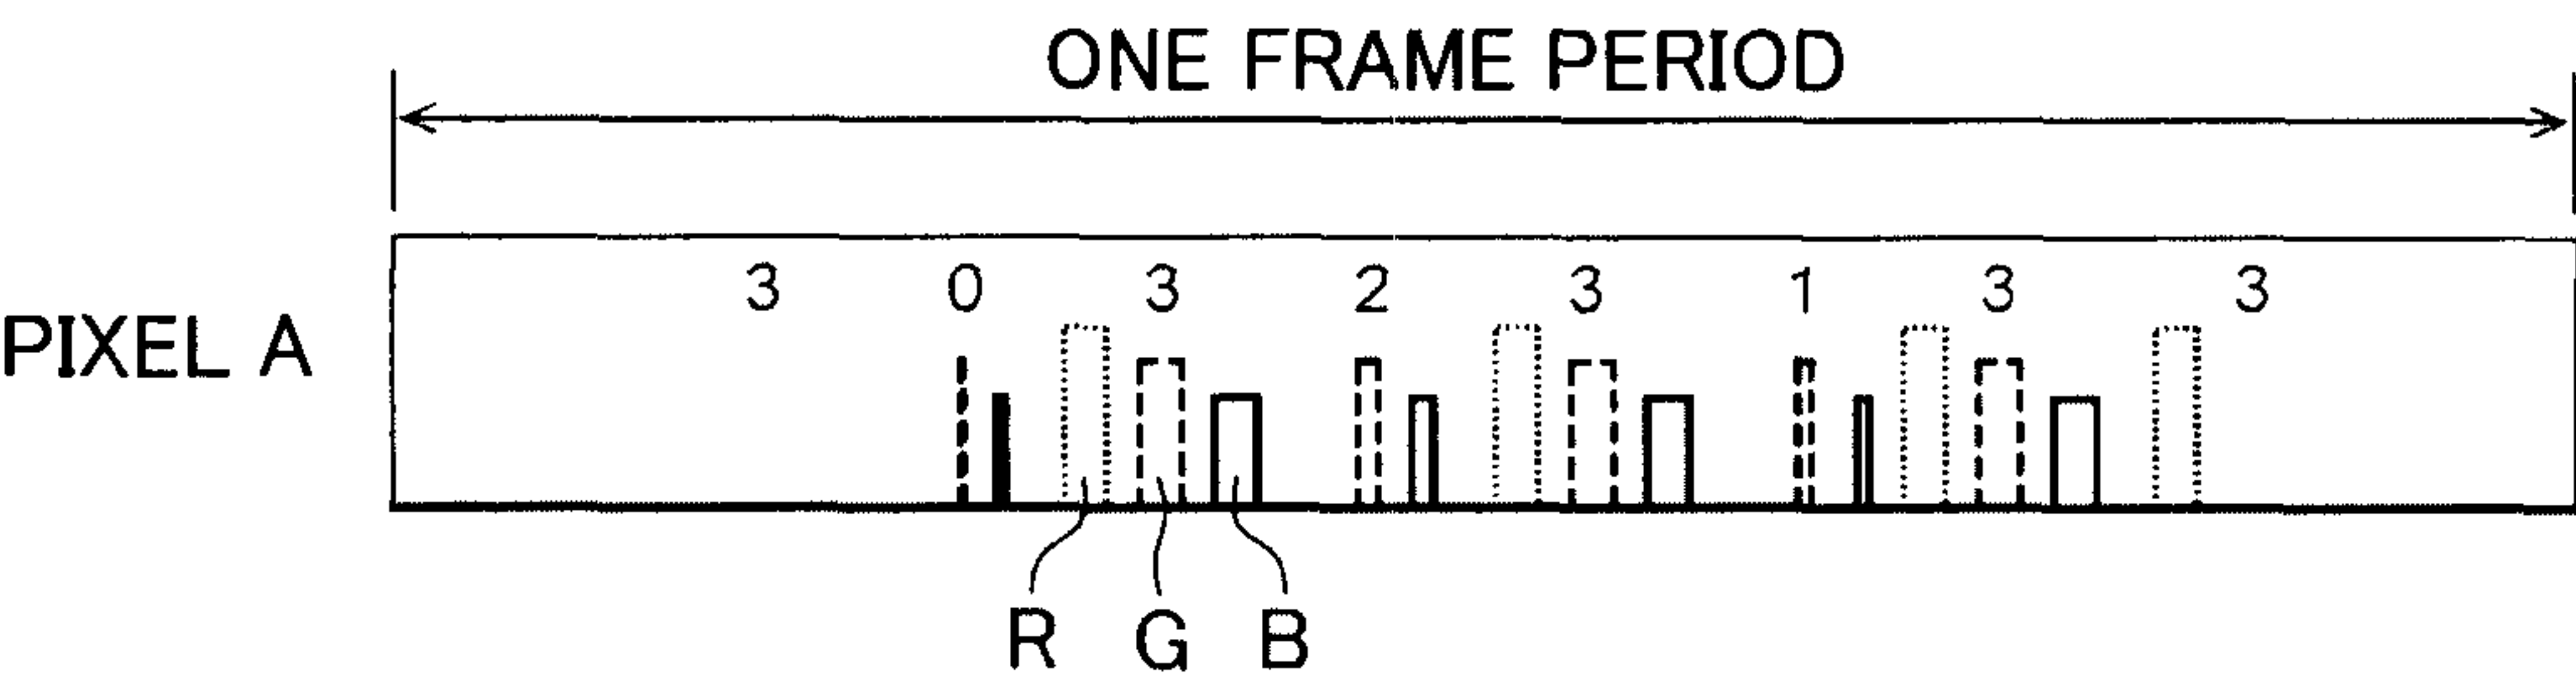 ONE FRAME PERIOD
3 0 3 2 3 1 3 3
PIXEL A
R G B